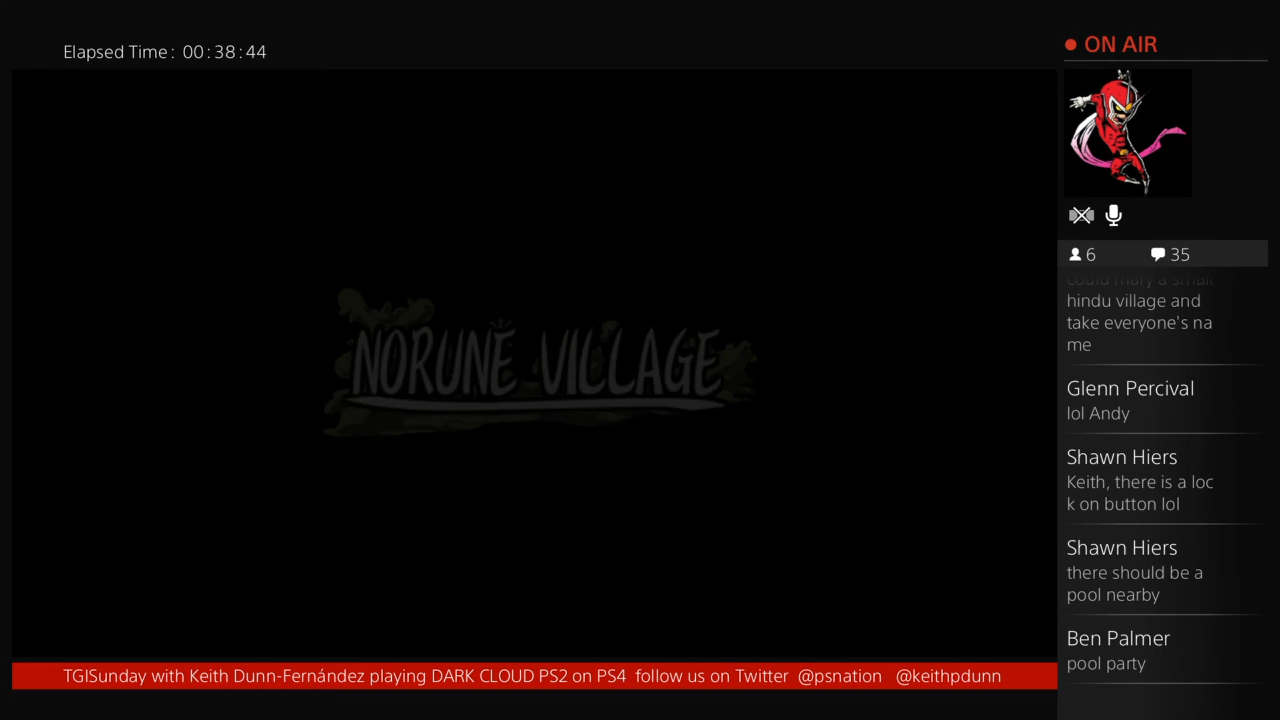 Elapsed Time: 00:38:44
ON AIR
6
35
could mary a small
hindu village and
take everyone's na
me
Glenn Percival
lol Andy
Shawn Hiers
Keith, there is a loc
k on button lol
Shawn Hiers
there should be a
pool nearby
Ben Palmer
pool party
NORUNE VILLAGE
TGISunday with Keith Dunn-Fernández playing DARK CLOUD PS2 on PS4 follow us on Twitter @psnation @keithpdunn